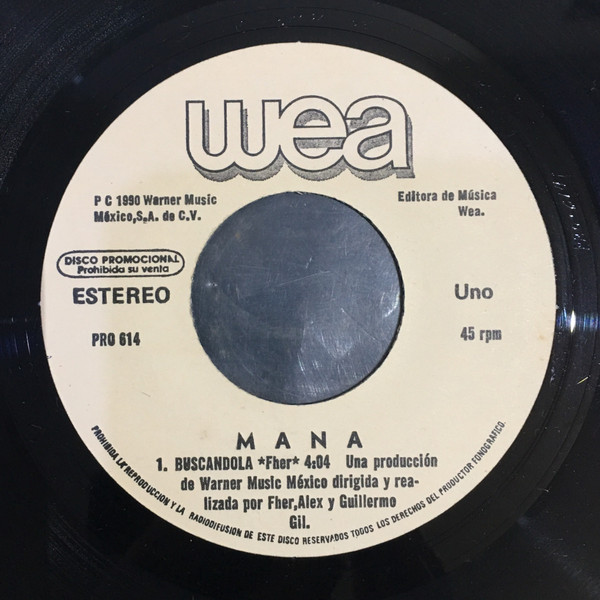 wea
P C 1990 Warner Music
México,S.A. de C.V.
Editora de Música
Wea.
DISCO PROMOCIONAL
Prohibida su venta
ESTEREO
Uno
PRO 614
45 rpm
MANA
1. BUSCANDOLA *Fher* 4:04 Una producción
de Warner Music México dirigida y rea-
lizada por Fher,Alex y Guillermo
Gil.
PROHIBIDA LA REPRODUCCION Y LA RADIODIFUSION DE ESTE DISCO RESERVADOS TODOS LOS DERECHOS DEL PRODUCTOR FONOGRAFICO.